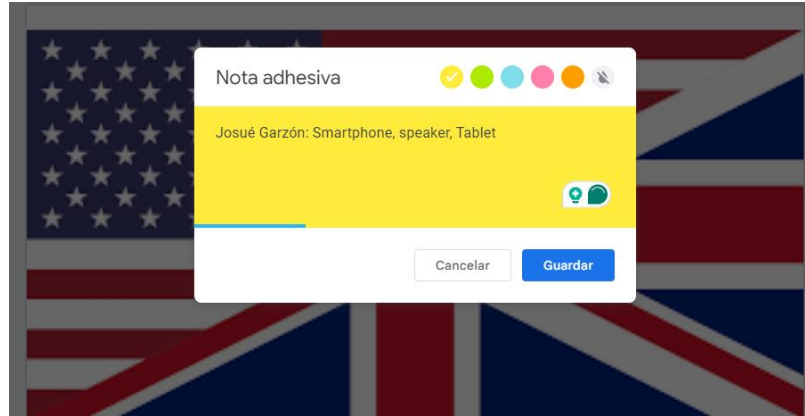 Nota adhesiva
Josué Garzón: Smartphone, speaker, Tablet
Cancelar
Guardar